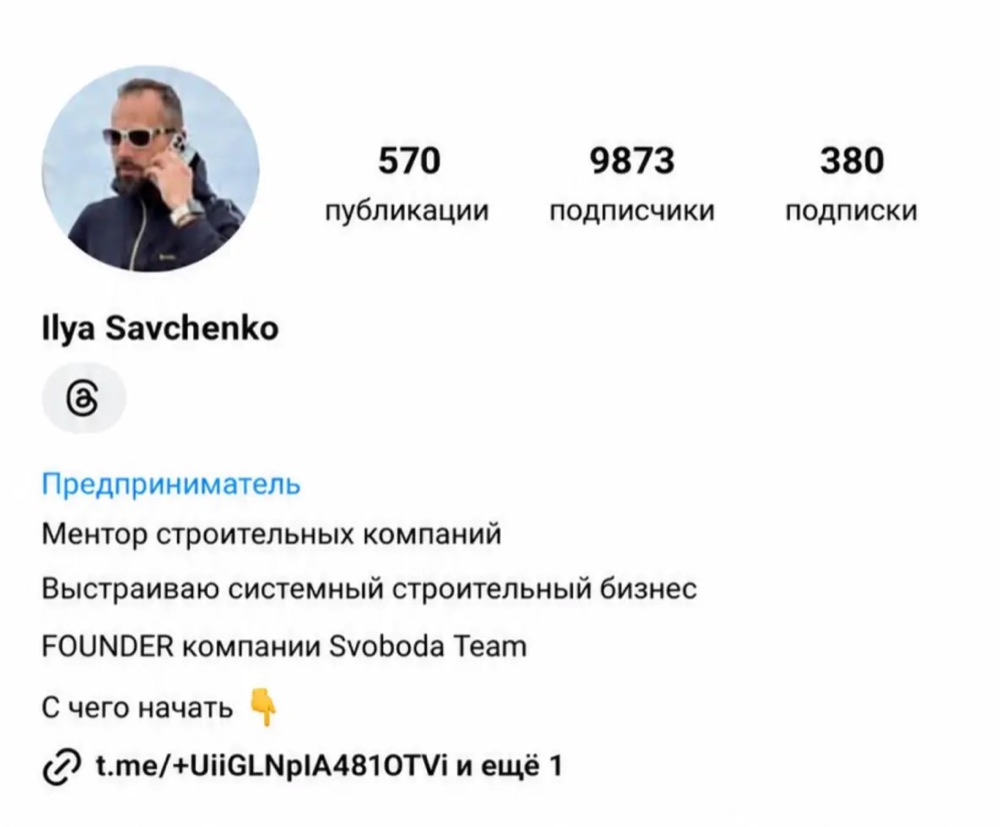 570 9873 380
публикации подписчики подписки
Ilya Savchenko
Предприниматель
Ментор строительных компаний
Выстраиваю системный строительный бизнес
FOUNDER компании Svoboda Team
С чего начать 👇
t.me/+UiiGLNpIA481OTVi и ещё 1